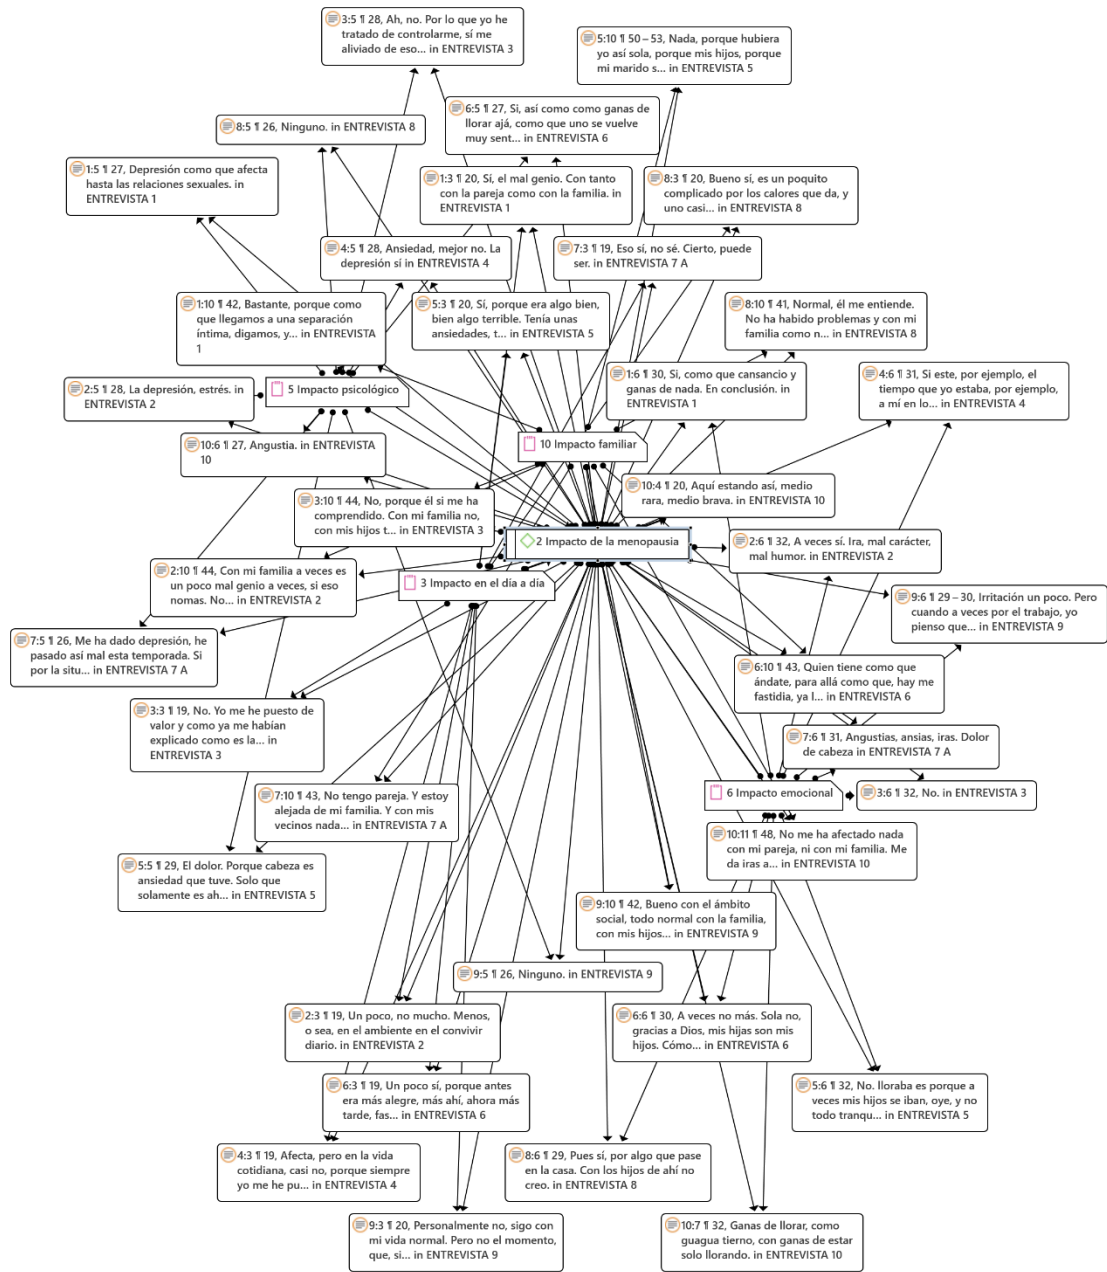 3:5 ¶ 28, Ah, no. Por lo que yo he
tratado de controlarme, sí me
aliviado de eso... in ENTREVISTA 3
5:10 ¶ 50 – 53, Nada, porque hubiera
yo así sola, porque mis hijos, porque
mi marido s... in ENTREVISTA 5
6:5 ¶ 27, Si, así como como ganas de
llorar ajá, como que uno se vuelve
muy sent... in ENTREVISTA 6
8:5 ¶ 26, Ninguno. in ENTREVISTA 8
1:5 ¶ 27, Depresión como que afecta
hasta las relaciones sexuales. in
ENTREVISTA 1
1:3 ¶ 20, Sí, el mal genio. Con tanto
con la pareja como con la familia. in
ENTREVISTA 1
8:3 ¶ 20, Bueno sí, es un poquito
complicado por los calores que da, y
uno casi... in ENTREVISTA 8
4:5 ¶ 28, Ansiedad, mejor no. La
depresión sí in ENTREVISTA 4
7:3 ¶ 19, Eso sí, no sé. Cierto, puede
ser. in ENTREVISTA 7 A
1:10 ¶ 42, Bastante, porque como
que llegamos a una separación
íntima, digamos, y... in ENTREVISTA
1
5:3 ¶ 20, Sí, porque era algo bien,
bien algo terrible. Tenía unas
ansiedades, t... in ENTREVISTA 5
8:10 ¶ 41, Normal, él me entiende.
No ha habido problemas y con mi
familia como n... in ENTREVISTA 8
2:5 ¶ 28, La depresión, estrés. in
ENTREVISTA 2
5 Impacto psicológico
1:6 ¶ 30, Si, como que cansancio y
ganas de nada. En conclusión. in
ENTREVISTA 1
4:6 ¶ 31, Si este, por ejemplo, el
tiempo que yo estaba, por ejemplo,
a mí en lo... in ENTREVISTA 4
10:6 ¶ 27, Angustia. in ENTREVISTA
10
10 Impacto familiar
3:10 ¶ 44, No, porque él si me ha
comprendido. Con mi familia no,
con mis hijos t... in ENTREVISTA 3
10:4 ¶ 20, Aquí estando así, medio
rara, medio brava. in ENTREVISTA 10
2 Impacto de la menopausia
2:6 ¶ 32, A veces sí. Ira, mal carácter,
mal humor. in ENTREVISTA 2
2:10 ¶ 44, Con mi familia a veces es
un poco mal genio a veces, si eso
nomas. No... in ENTREVISTA 2
3 Impacto en el día a día
9:6 ¶ 29 – 30, Irritación un poco. Pero
cuando a veces por el trabajo, yo
pienso que... in ENTREVISTA 9
7:5 ¶ 26, Me ha dado depresión, he
pasado así mal esta temporada. Si
por la situ... in ENTREVISTA 7 A
6:10 ¶ 43, Quien tiene como que
ándate, para allá como que, hay me
fastidia, ya l... in ENTREVISTA 6
3:3 ¶ 19, No. Yo me he puesto de
valor y como ya me habían
explicado como es la... in
ENTREVISTA 3
7:6 ¶ 31, Angustias, ansias, iras. Dolor
de cabeza in ENTREVISTA 7 A
7:10 ¶ 43, No tengo pareja. Y estoy
alejada de mi familia. Y con mis
vecinos nada... in ENTREVISTA 7 A
6 Impacto emocional
3:6 ¶ 32, No. in ENTREVISTA 3
10:11 ¶ 48, No me ha afectado nada
con mi pareja, ni con mi familia. Me
da iras a... in ENTREVISTA 10
5:5 ¶ 29, El dolor. Porque cabeza es
ansiedad que tuve. Solo que
solamente es ah... in ENTREVISTA 5
9:10 ¶ 42, Bueno con el ámbito
social, todo normal con la familia,
con mis hijos... in ENTREVISTA 9
9:5 ¶ 26, Ninguno. in ENTREVISTA 9
2:3 ¶ 19, Un poco, no mucho. Menos,
o sea, en el ambiente en el convivir
diario. in ENTREVISTA 2
6:6 ¶ 30, A veces no más. Sola no,
gracias a Dios, mis hijas son mis
hijos. Cómo... in ENTREVISTA 6
6:3 ¶ 19, Un poco sí, porque antes
era más alegre, más ahí, ahora más
tarde, fas... in ENTREVISTA 6
5:6 ¶ 32, No. lloraba es porque a
veces mis hijos se iban, oye, y no
todo tranqu... in ENTREVISTA 5
4:3 ¶ 19, Afecta, pero en la vida
cotidiana, casi no, porque siempre
yo me he pu... in ENTREVISTA 4
8:6 ¶ 29, Pues sí, por algo que pase
en la casa. Con los hijos de ahí no
creo. in ENTREVISTA 8
9:3 ¶ 20, Personalmente no, sigo con
mi vida normal. Pero no el momento,
que, si... in ENTREVISTA 9
10:7 ¶ 32, Ganas de llorar, como
guagua tierno, con ganas de estar
solo llorando. in ENTREVISTA 10